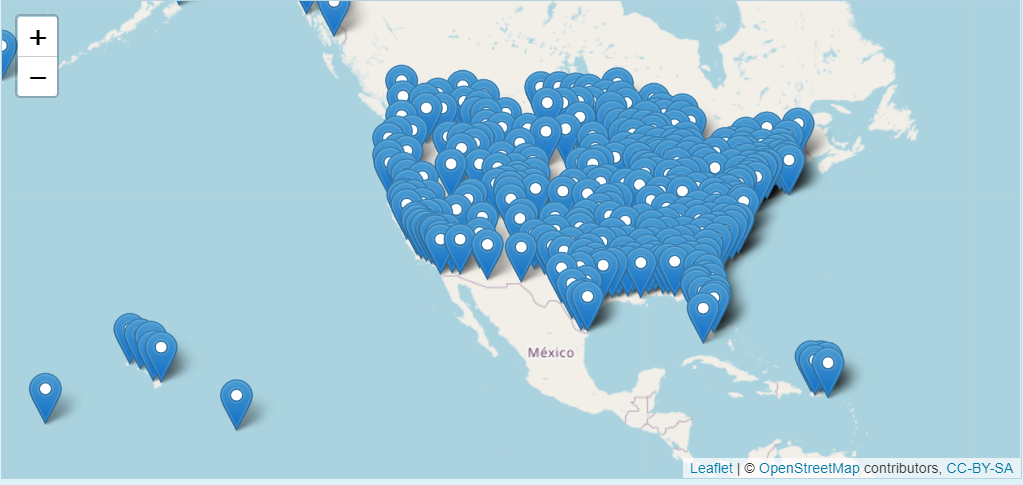 +
−
México
Leaflet | © OpenStreetMap contributors, CC-BY-SA